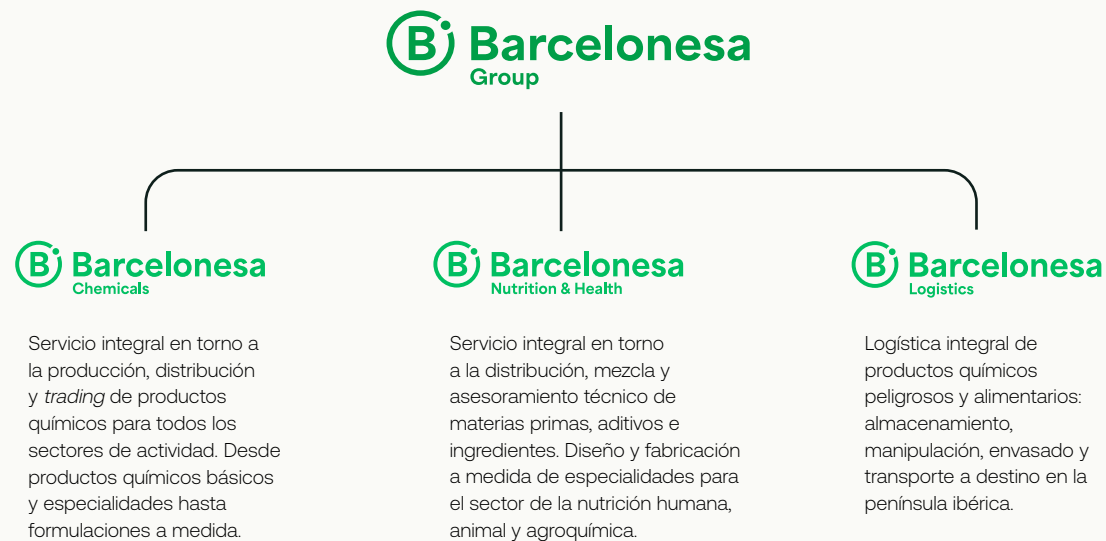 B Barcelonesa
Group
B Barcelonesa
Chemicals
Servicio integral en torno a
la producción, distribución
y trading de productos
químicos para todos los
sectores de actividad. Desde
productos químicos básicos
y especialidades hasta
formulaciones a medida.
B Barcelonesa
Nutrition & Health
Servicio integral en torno
a la distribución, mezcla y
asesoramiento técnico de
materias primas, aditivos e
ingredientes. Diseño y fabricación
a medida de especialidades para
el sector de la nutrición humana,
animal y agroquímica.
B Barcelonesa
Logistics
Logística integral de
productos químicos
peligrosos y alimentarios:
almacenamiento,
manipulación, envasado y
transporte a destino en la
península ibérica.